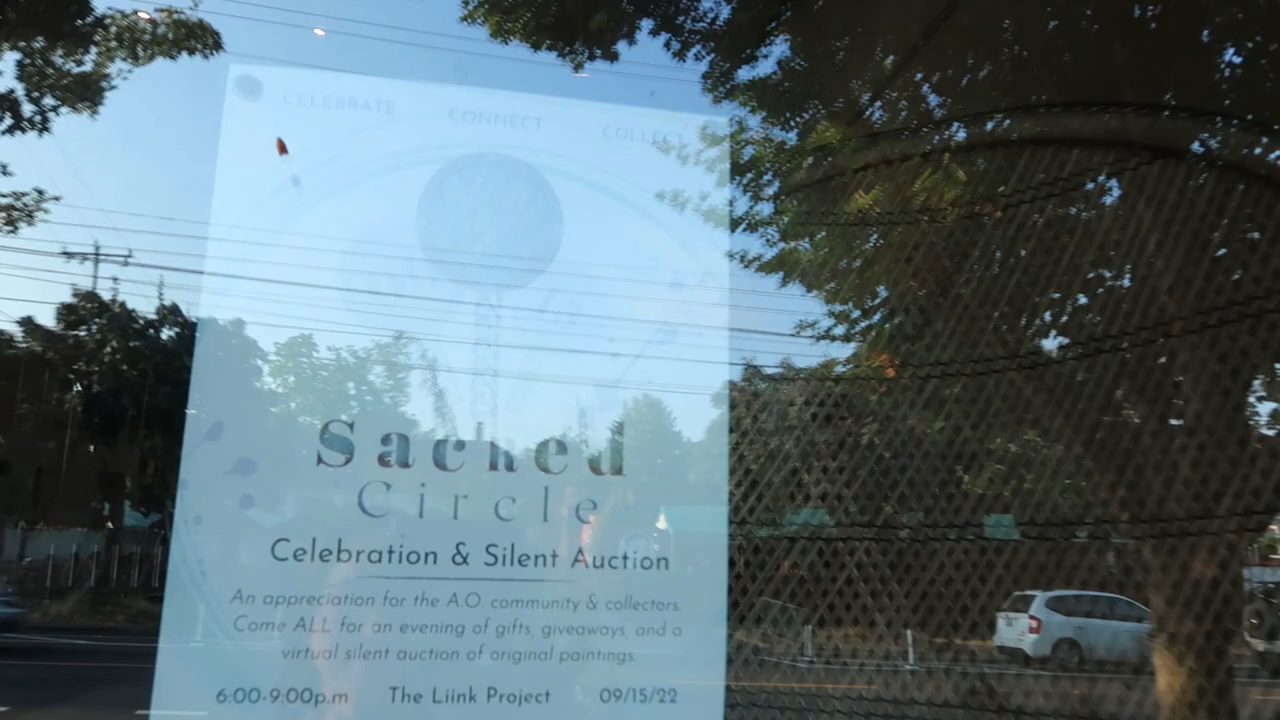 CELEBRATE CONNECT COLLECT
Sacred
Circle
Celebration & Silent Auction
An appreciation for the A.O. community & collectors.
Come ALL for an evening of gifts, giveaways, and a
virtual silent auction of original paintings.
6:00-9:00p.m The Liink Project 09/15/22